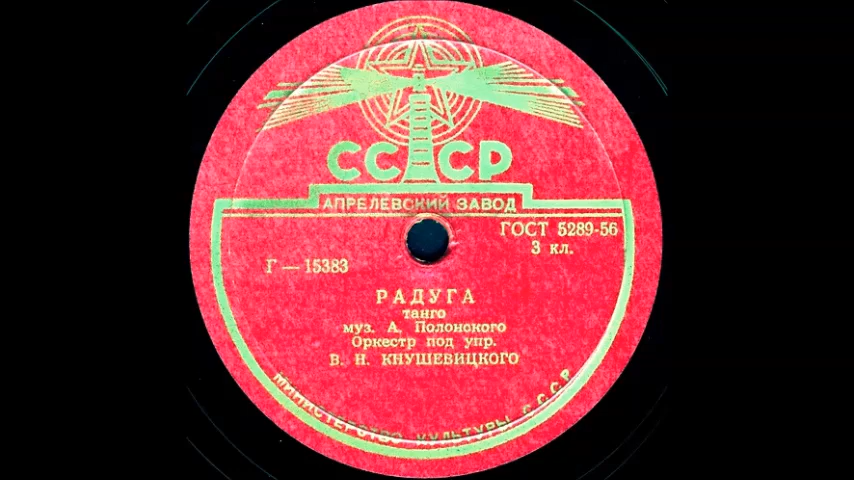 СССР
АПРЕЛЕВСКИЙ ЗАВОД
ГОСТ 5289-56
3 кл.
Г — 15383
РАДУГА
танго
муз. А. Полонского
Оркестр под упр.
В. Н. КНУШЕВИЦКОГО
МИНИСТЕРСТВО КУЛЬТУРЫ СССР